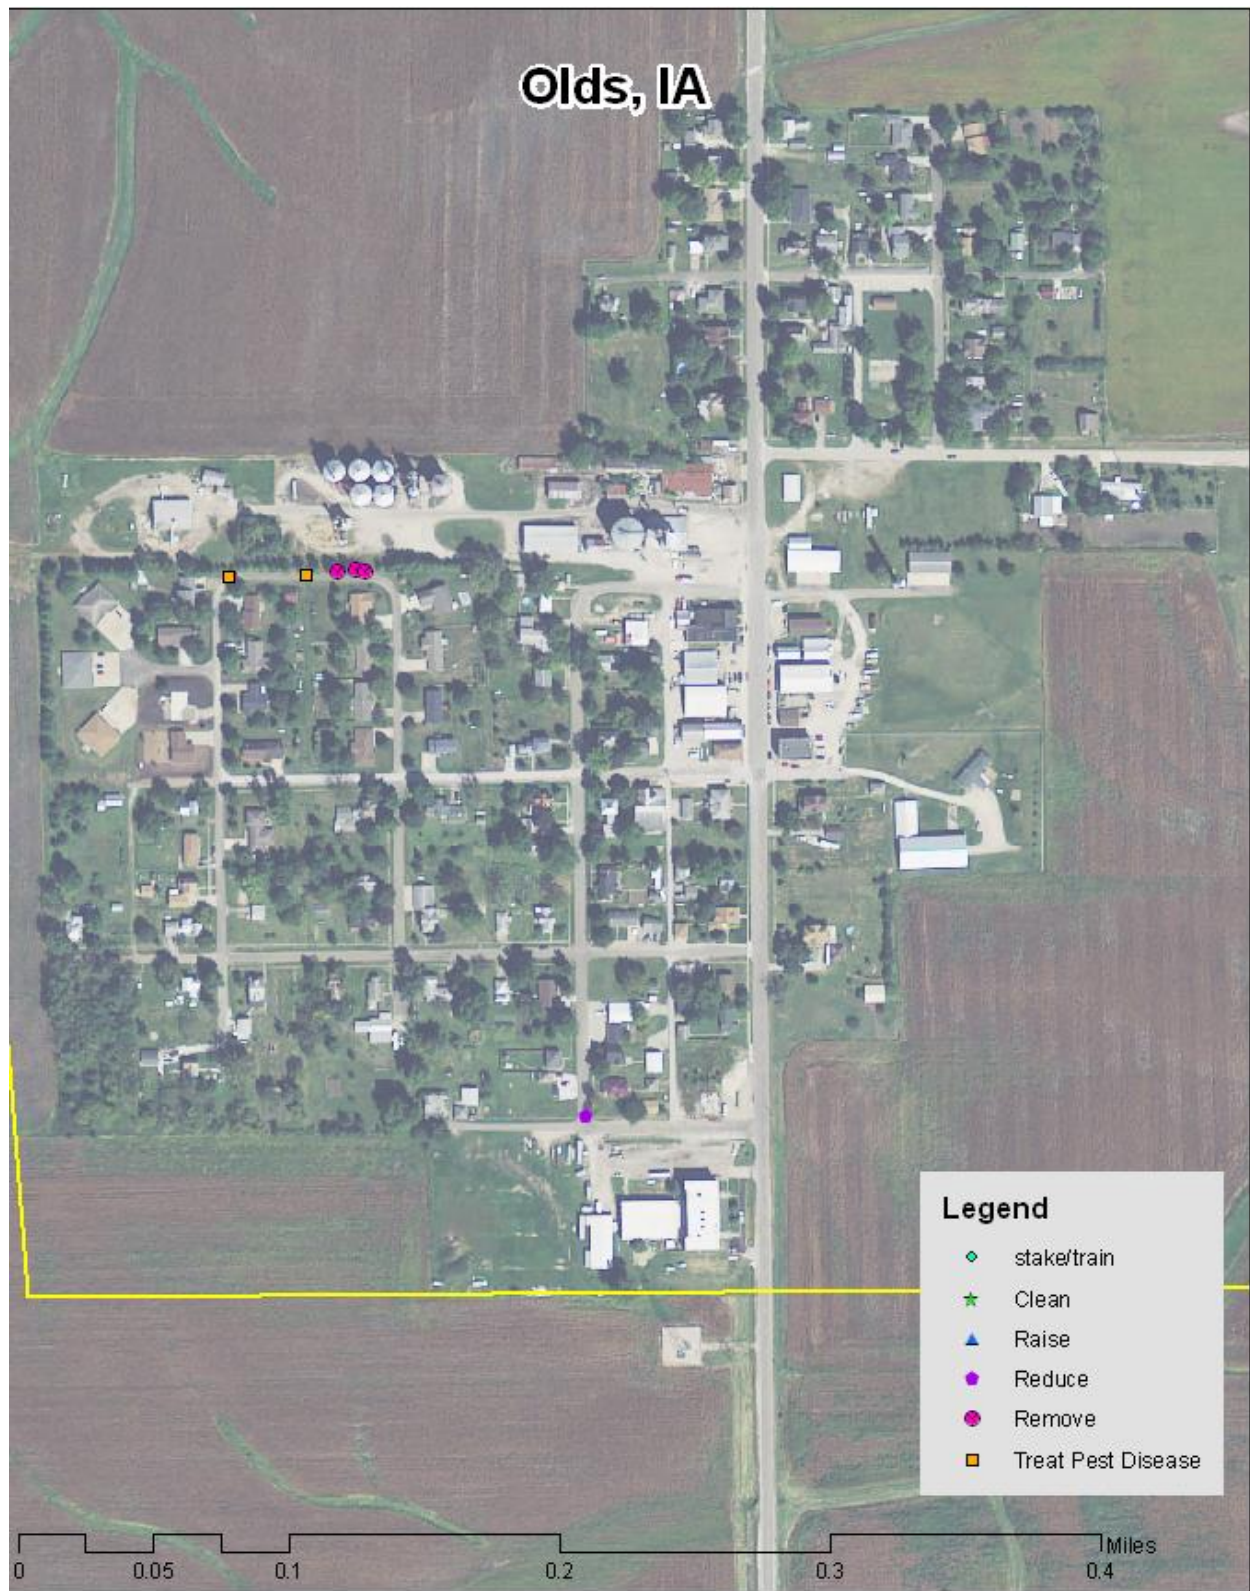 Olds, IA
Legend
stake/train
Clean
Raise
Reduce
Remove
Treat Pest Disease
Miles
0 0.05 0.1 0.2 0.3 0.4